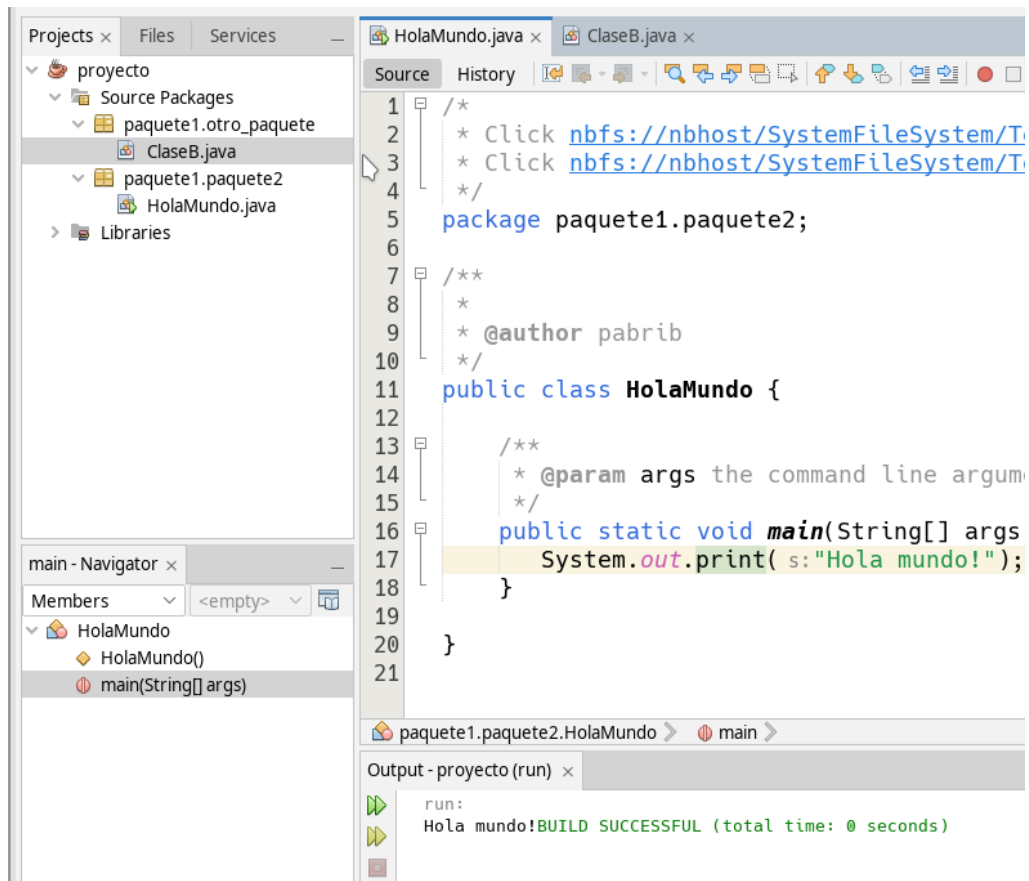 Projects Files Services
proyecto
Source Packages
paquete1.otro_paquete
ClaseB.java
paquete1.paquete2
HolaMundo.java
Libraries
main - Navigator
Members <empty>
HolaMundo
HolaMundo()
main(String[] args)
HolaMundo.java ClaseB.java
Source History
1 /*
2 * Click nbfs://nbhost/SystemFileSystem/Te
3 * Click nbfs://nbhost/SystemFileSystem/Te
4 */
5 package paquete1.paquete2;
6
7 /**
8 *
9 * @author pabrib
10 */
11 public class HolaMundo {
12
13 /**
14 * @param args the command line argume
15 */
16 public static void main(String[] args
17 System.out.print( s:"Hola mundo!");
18 }
19
20 }
21
paquete1.paquete2.HolaMundo main
Output - proyecto (run)
run:
Hola mundo!BUILD SUCCESSFUL (total time: 0 seconds)